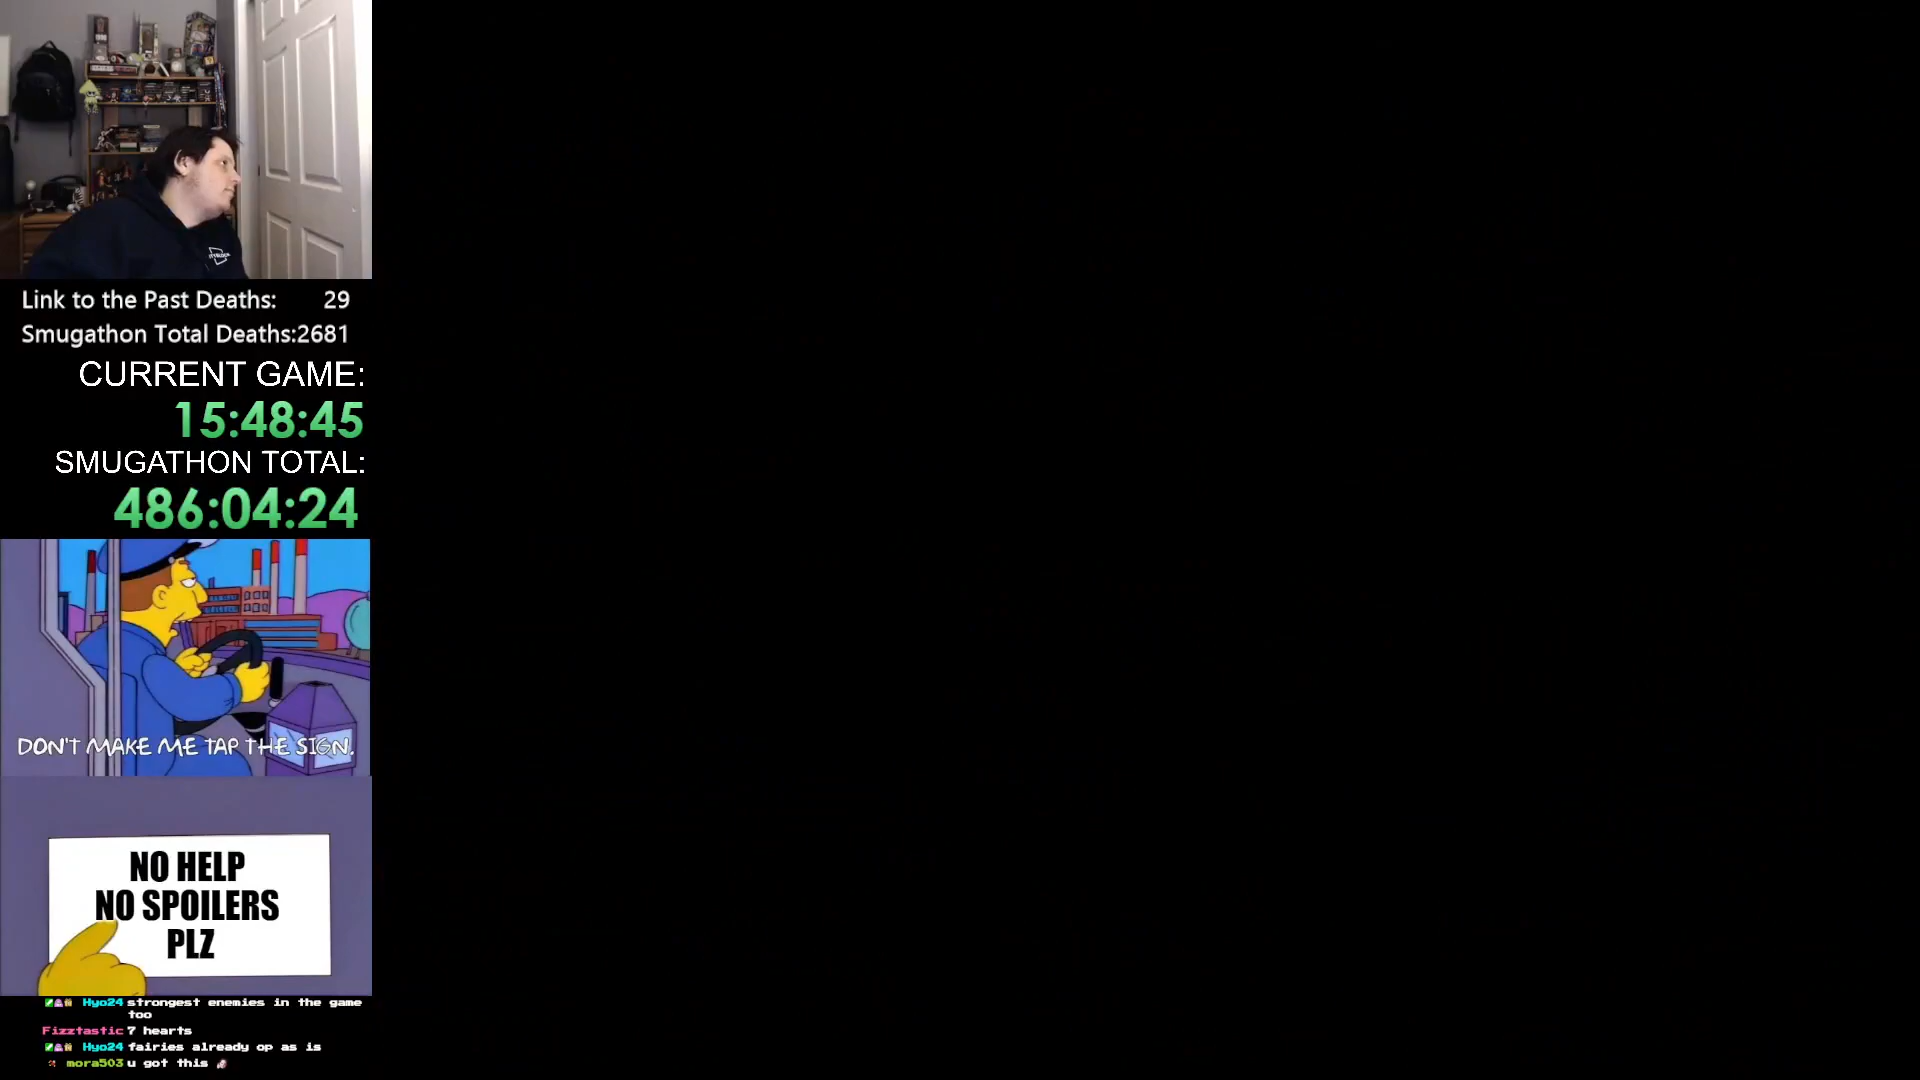 Link to the Past Deaths: 29
Smugathon Total Deaths:2681
CURRENT GAME:
15:48:45
SMUGATHON TOTAL:
486:04:24
DON'T MAKE ME TAP THE SIGN.
NO HELP
NO SPOILERS
PLZ
Hyo24 strongest enemies in the game
too
Fizztastic 7 hearts
Hyo24 fairies already op as is
mora503 u got this